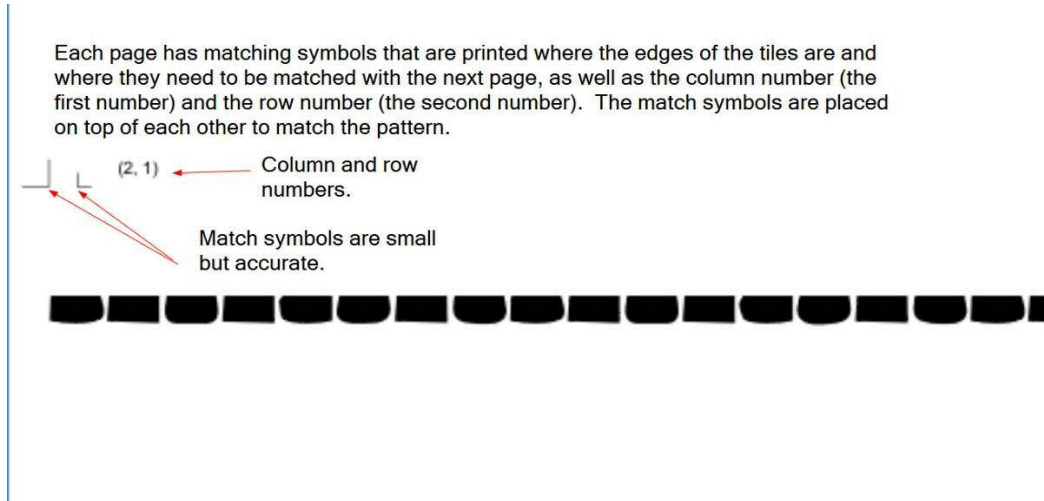 Each page has matching symbols that are printed where the edges of the tiles are and
where they need to be matched with the next page, as well as the column number (the
first number) and the row number (the second number).  The match symbols are placed
on top of each other to match the pattern.
(2, 1)
Column and row
numbers.
Match symbols are small
but accurate.